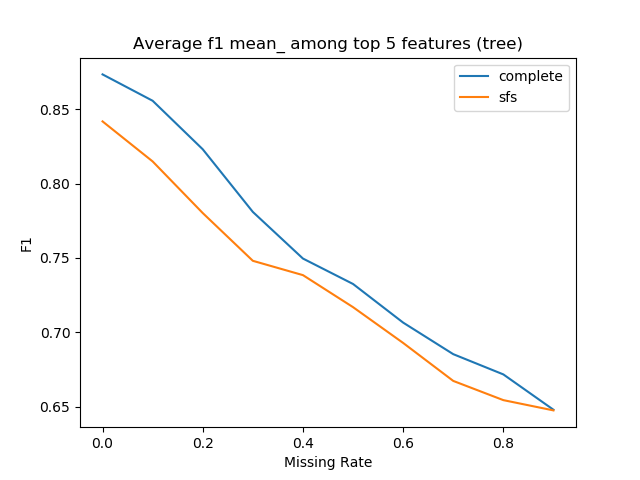 Average f1 mean_ among top 5 features (tree)
complete
sfs
0.85
0.80
0.75
0.70
0.65
F1
0.0 0.2 0.4 0.6 0.8
Missing Rate